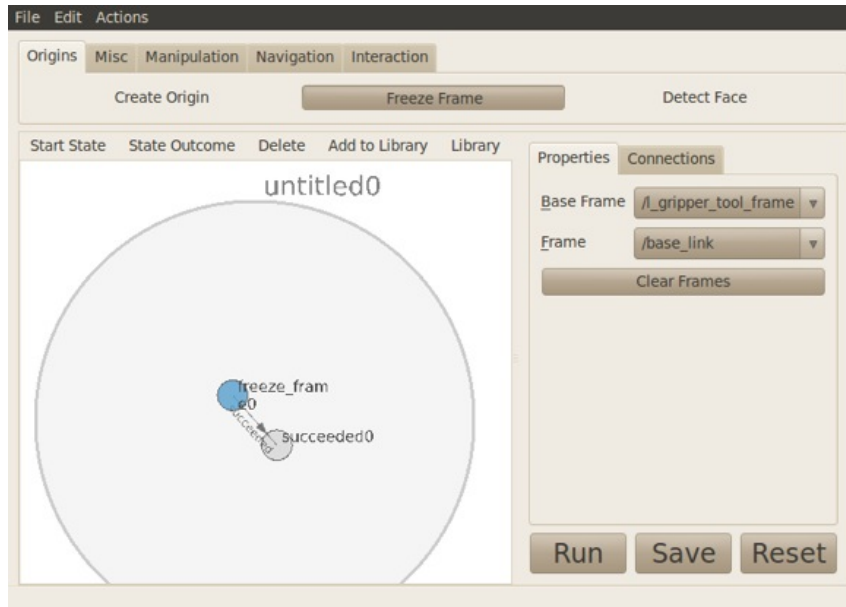 File Edit Actions
Origins Misc Manipulation Navigation Interaction
Create Origin Freeze Frame Detect Face
Start State State Outcome Delete Add to Library Library
untitled0
freeze_fram
e0
succeeded
succeeded0
Properties Connections
Base Frame /l_gripper_tool_frame
Frame /base_link
Clear Frames
Run Save Reset